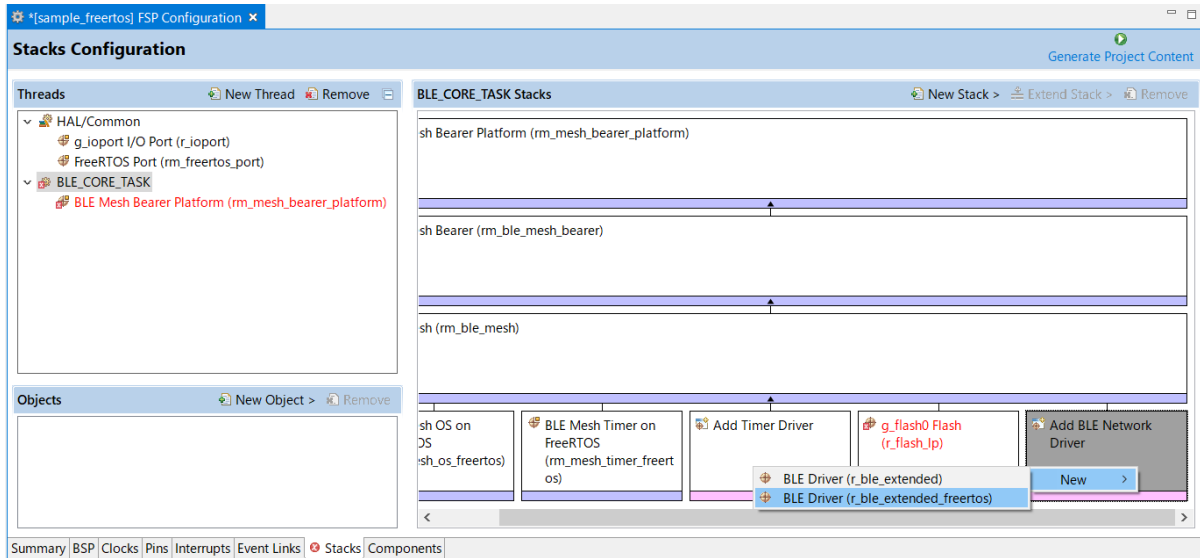 *[sample_freertos] FSP Configuration
Stacks Configuration
Generate Project Content
Threads
New Thread
Remove
HAL/Common
g_ioport I/O Port (r_ioport)
FreeRTOS Port (rm_freertos_port)
BLE_CORE_TASK
BLE Mesh Bearer Platform (rm_mesh_bearer_platform)
Objects
New Object >
Remove
BLE_CORE_TASK Stacks
New Stack >
Extend Stack >
Remove
sh Bearer Platform (rm_mesh_bearer_platform)
sh Bearer (rm_ble_mesh_bearer)
sh (rm_ble_mesh)
sh OS on
OS
esh_os_freertos)
BLE Mesh Timer on
FreeRTOS
(rm_mesh_timer_freert
os)
Add Timer Driver
g_flash0 Flash
(r_flash_lp)
Add BLE Network
Driver
New >
BLE Driver (r_ble_extended)
BLE Driver (r_ble_extended_freertos)
Summary BSP Clocks Pins Interrupts Event Links Stacks Components